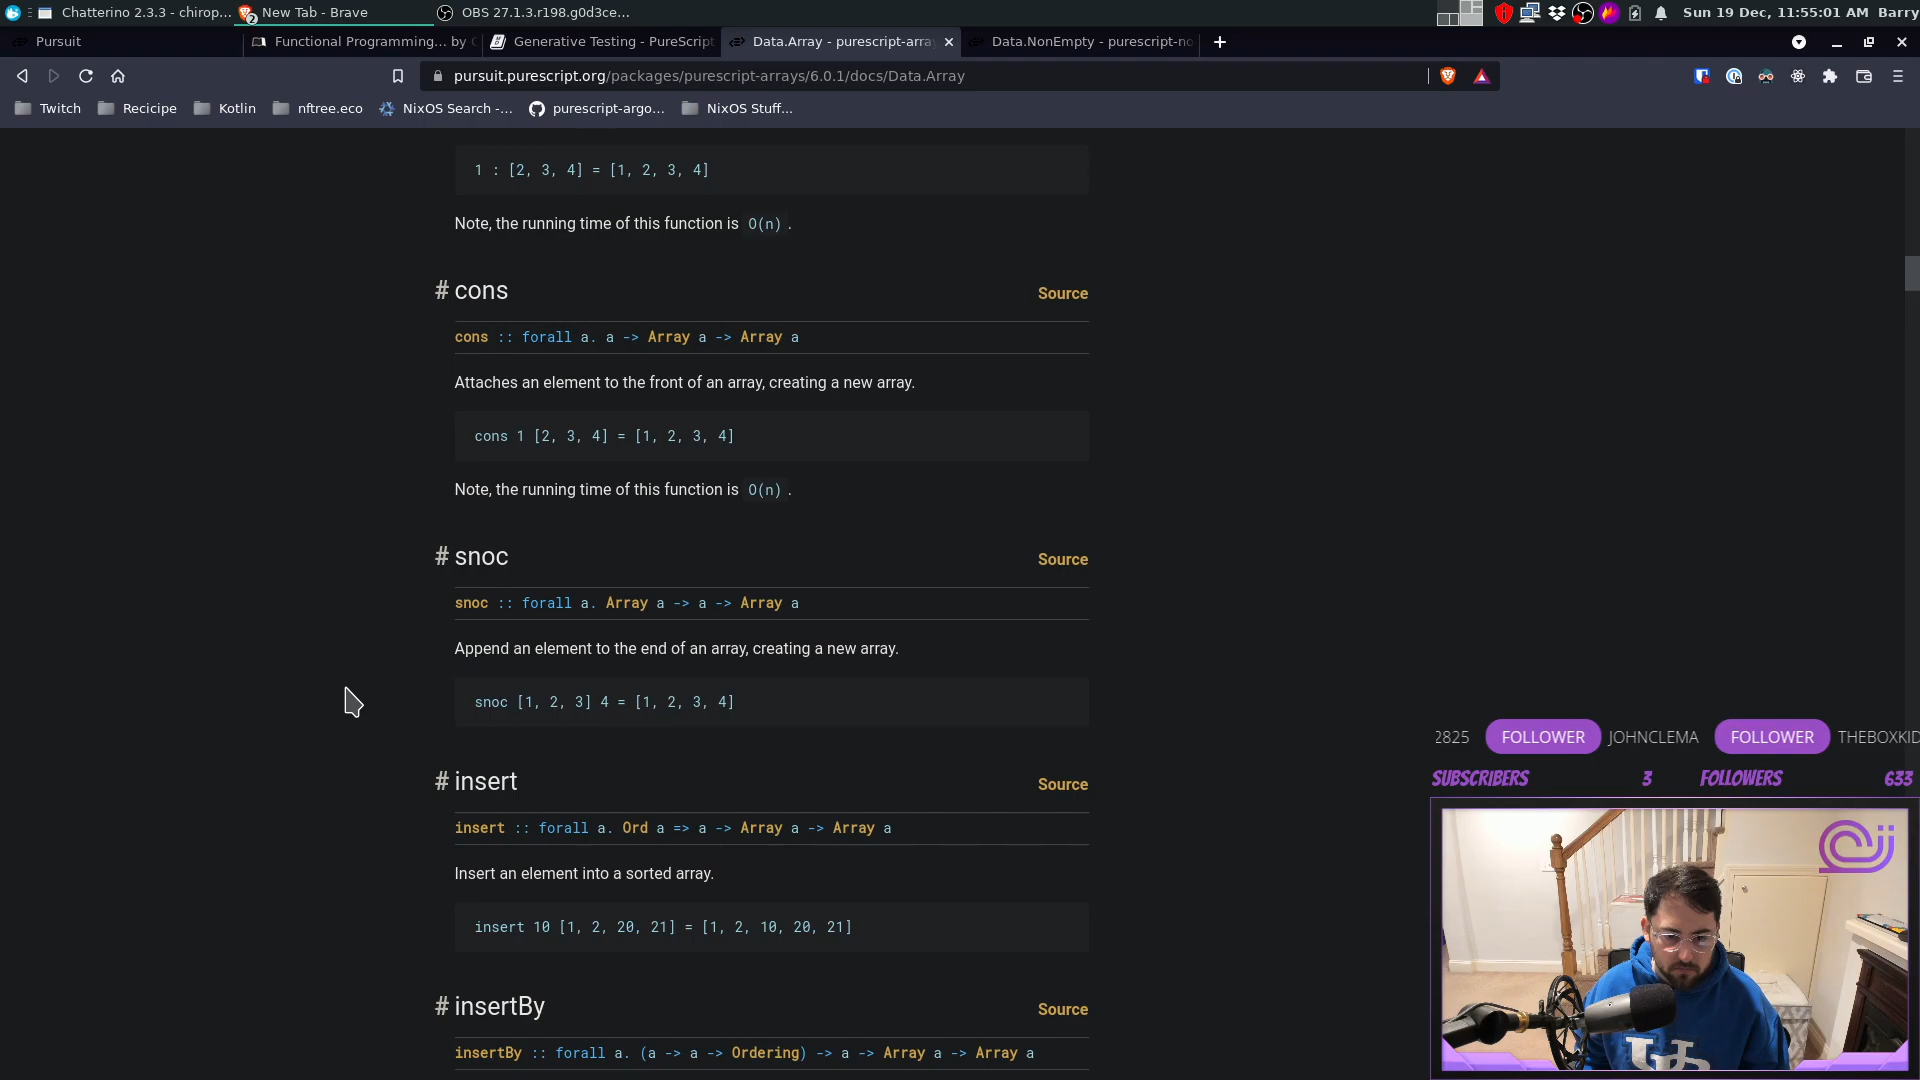 Chatterino 2.3.3 - chirop...
2
New Tab - Brave
OBS 27.1.3.r198.g0d3ce...
Sun 19 Dec, 11:55:01 AM
Barry
Pursuit
Functional Programming... by
Generative Testing - PureScript
Data.Array - purescript-array
Data.NonEmpty - purescript-no
pursuit.purescript.org/packages/purescript-arrays/6.0.1/docs/Data.Array
Twitch
Recicipe
Kotlin
nftree.eco
NixOS Search -...
purescript-argo...
NixOS Stuff...
1 : [2, 3, 4] = [1, 2, 3, 4]
Note, the running time of this function is O(n) .
# cons
Source
cons :: forall a. a -> Array a -> Array a
Attaches an element to the front of an array, creating a new array.
cons 1 [2, 3, 4] = [1, 2, 3, 4]
Note, the running time of this function is O(n) .
# snoc
Source
snoc :: forall a. Array a -> a -> Array a
Append an element to the end of an array, creating a new array.
snoc [1, 2, 3] 4 = [1, 2, 3, 4]
# insert
Source
insert :: forall a. Ord a => a -> Array a -> Array a
Insert an element into a sorted array.
insert 10 [1, 2, 20, 21] = [1, 2, 10, 20, 21]
# insertBy
Source
insertBy :: forall a. (a -> a -> Ordering) -> a -> Array a -> Array a
2825 FOLLOWER JOHNCLEMA FOLLOWER THEBOXKID
SUBSCRIBERS 3 FOLLOWERS 633